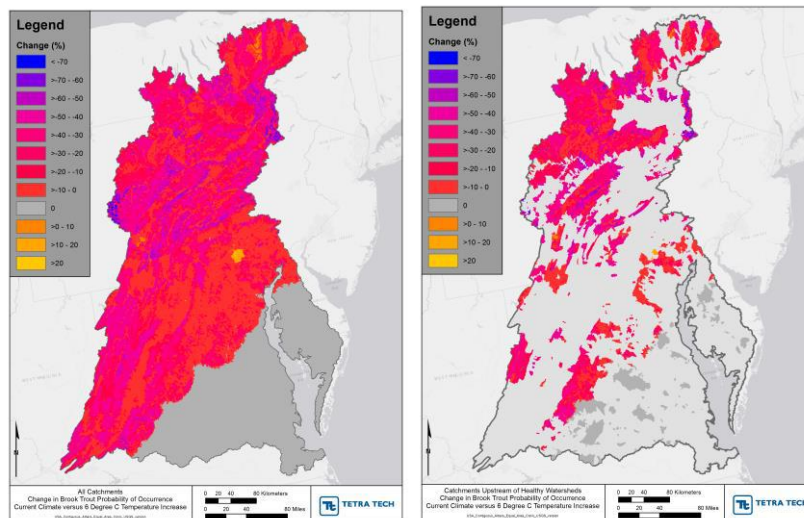 Legend
Change (%)
< -70
>-70 - -60
>-60 - -50
>-50 - -40
>-40 - -30
>-30 - -20
>-20 - -10
>-10 - 0
0
>0 - 10
>10 - 20
>20
N
All Catchments
Change in Brook Trout Probability of Occurrence
Current Climate versus 6 Degree C Temperature Increase
0 20 40 80 Kilometers
0 20 40 80 Miles
Tt
TETRA TECH
Legend
Change (%)
< -70
>-70 - -60
>-60 - -50
>-50 - -40
>-40 - -30
>-30 - -20
>-20 - -10
>-10 - 0
0
>0 - 10
>10 - 20
>20
N
Catchments Upstream of Healthy Watersheds
Change in Brook Trout Probability of Occurrence
Current Climate versus 6 Degree C Temperature Increase
0 20 40 80 Kilometers
0 20 40 80 Miles
Tt
TETRA TECH